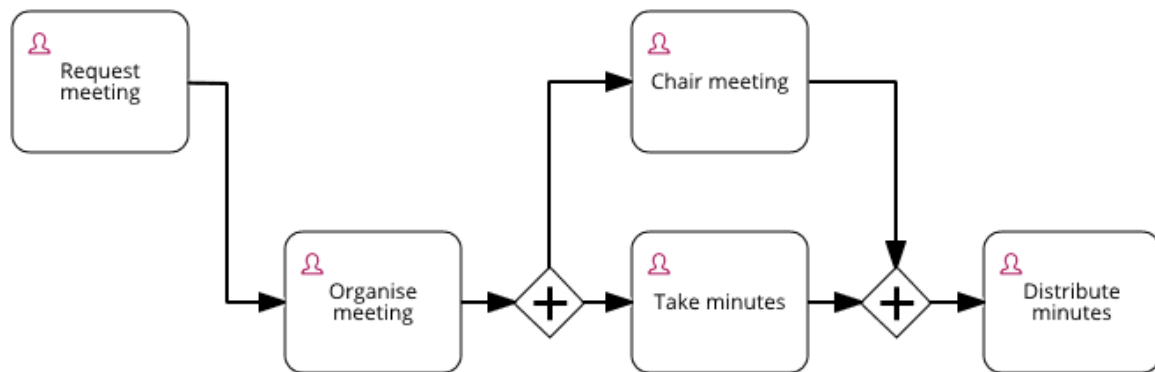 Request
meeting
Chair meeting
Organise
meeting
Take minutes
Distribute
minutes